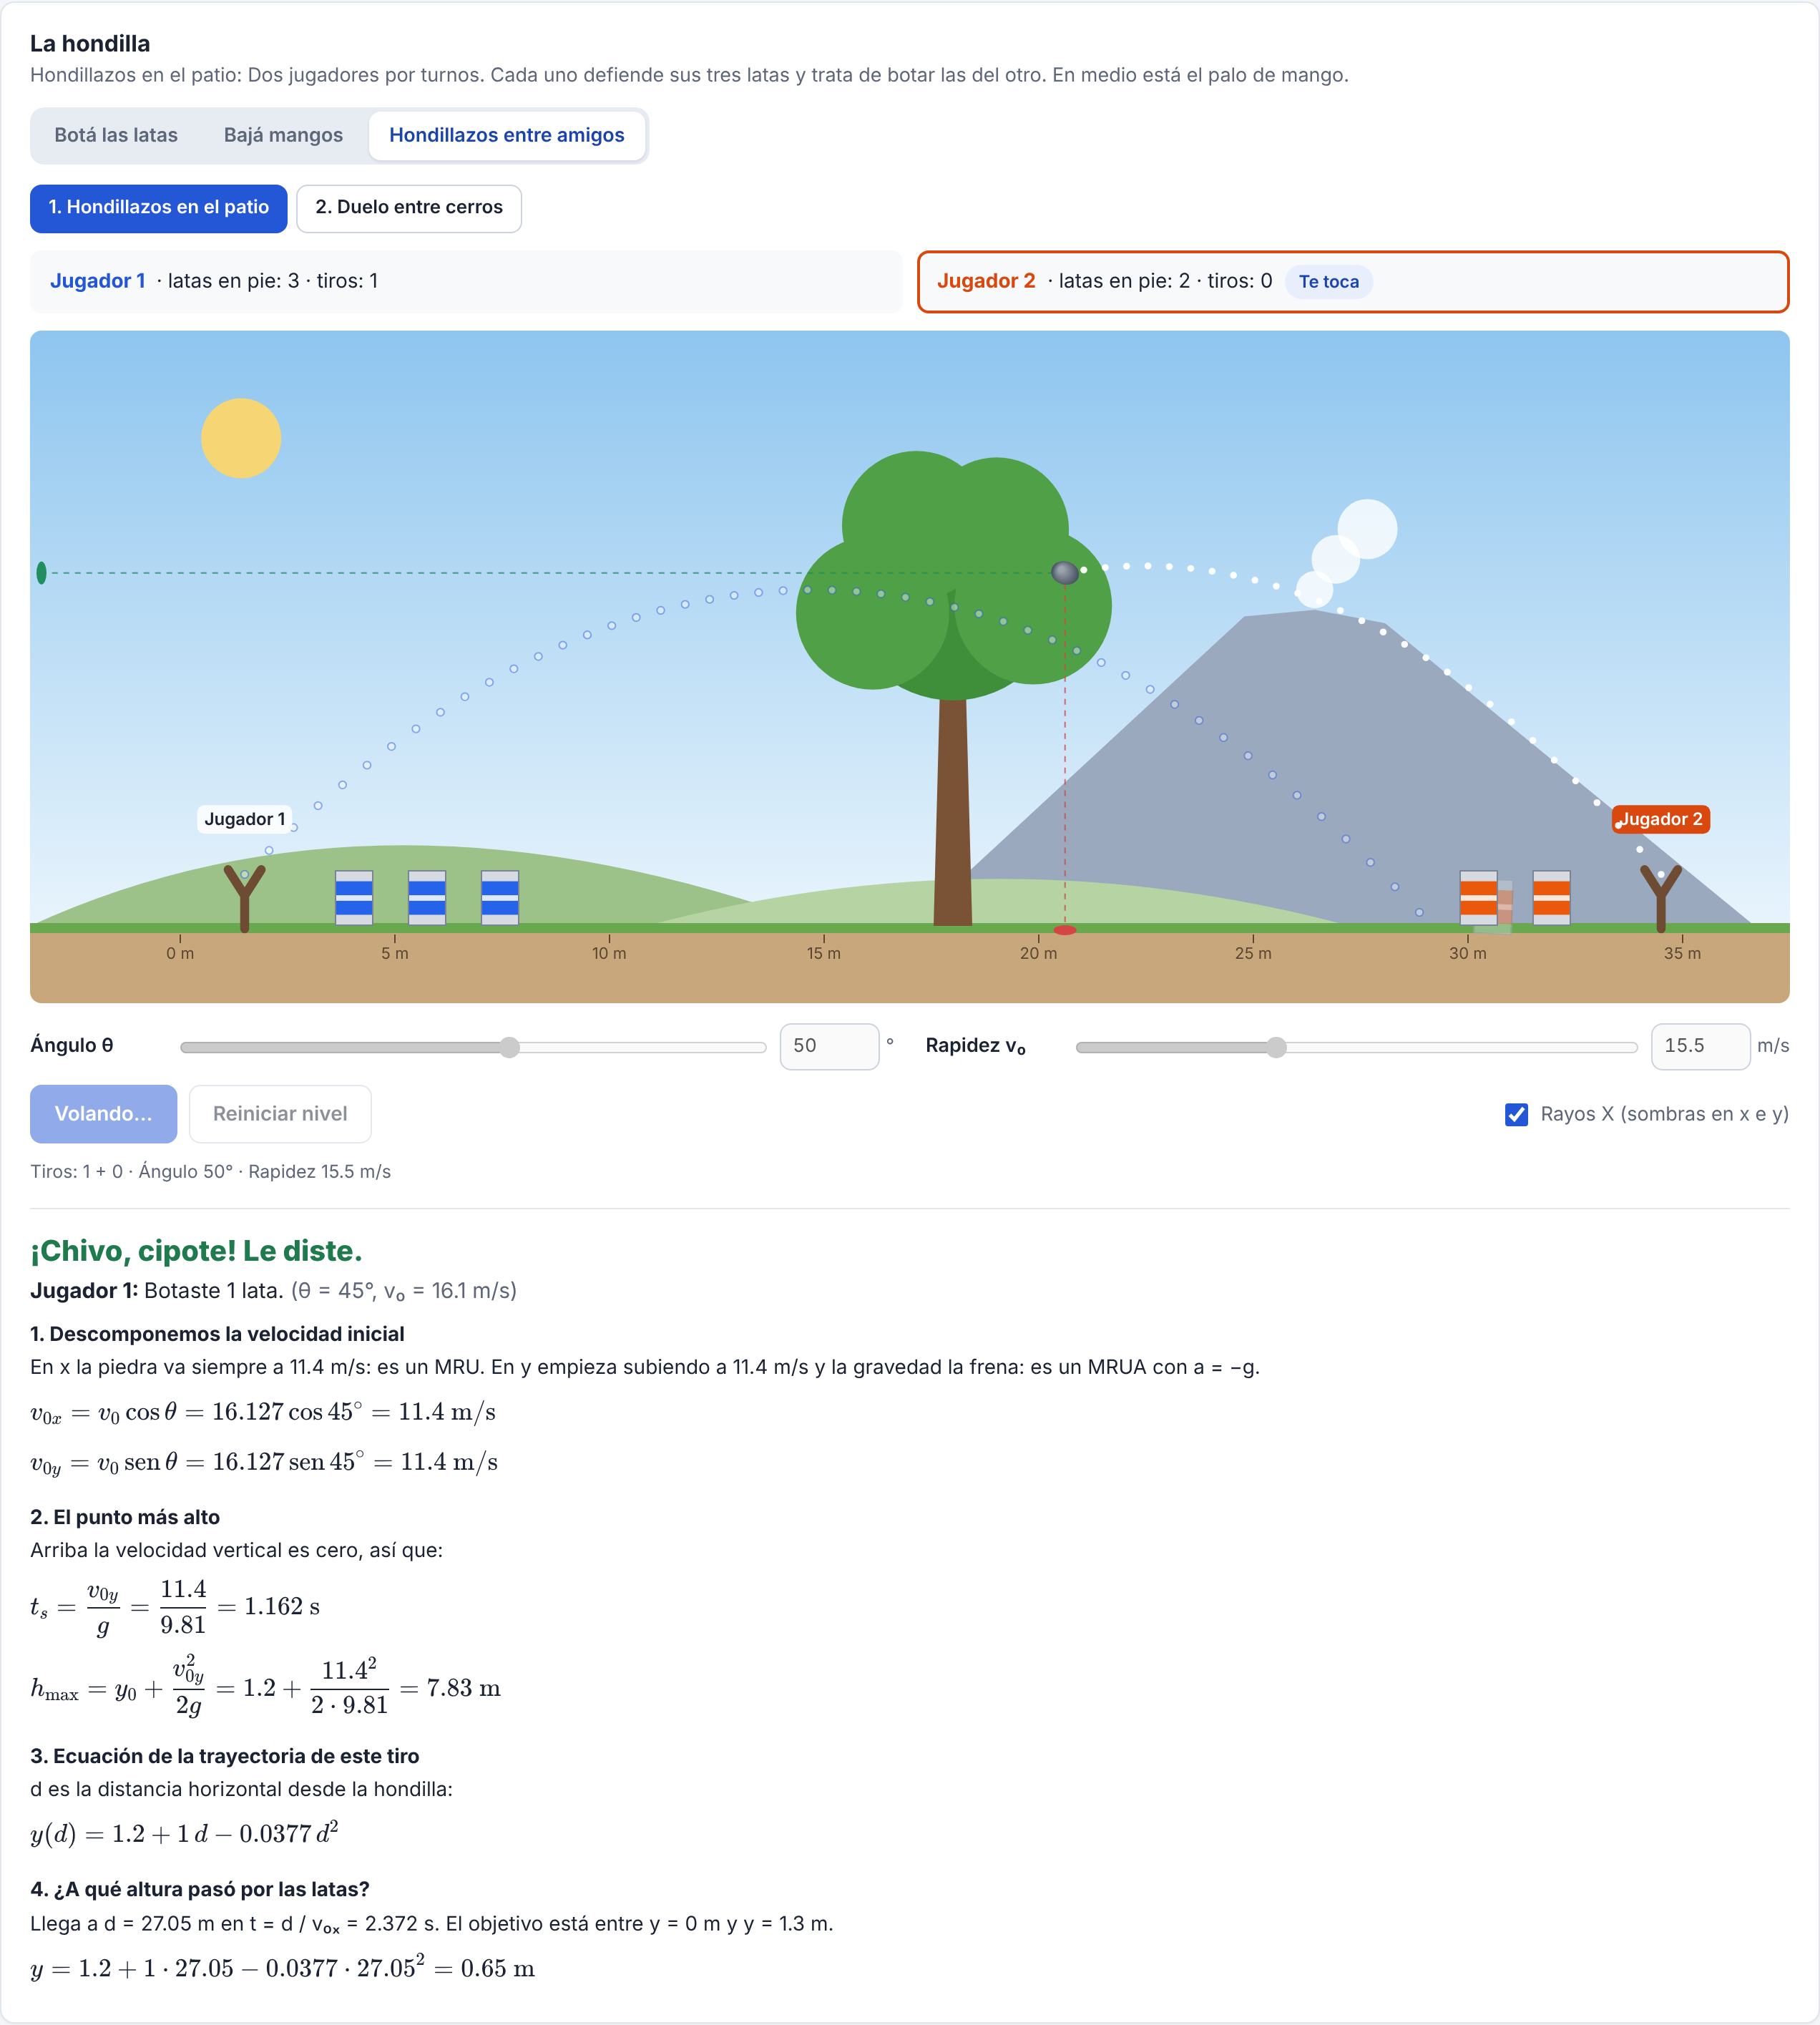 La hondilla
Hondillazos en el patio: Dos jugadores por turnos. Cada uno defiende sus tres latas y trata de botar las del otro. En medio está el palo de mango.
Botá las latas Bajá mangos Hondillazos entre amigos
1. Hondillazos en el patio 2. Duelo entre cerros
Jugador 1 · latas en pie: 3 · tiros: 1 Jugador 2 · latas en pie: 2 · tiros: 0 Te toca
Jugador 1 Jugador 2
0 m 5 m 10 m 15 m 20 m 25 m 30 m 35 m
Ángulo θ 50 ° Rapidez v₀ 15.5 m/s
Volando... Reiniciar nivel Rayos X (sombras en x e y)
Tiros: 1 + 0 · Ángulo 50° · Rapidez 15.5 m/s
¡Chivo, cipote! Le diste.
Jugador 1: Botaste 1 lata. (θ = 45°, v₀ = 16.1 m/s)
1. Descomponemos la velocidad inicial
En x la piedra va siempre a 11.4 m/s: es un MRU. En y empieza subiendo a 11.4 m/s y la gravedad la frena: es un MRUA con a = −g.
v₀ₓ = v₀ cos θ = 16.127 cos 45° = 11.4 m/s
v_{0y} = v₀ sen θ = 16.127 sen 45° = 11.4 m/s
2. El punto más alto
Arriba la velocidad vertical es cero, así que:
t_s = v_{0y}/g = 11.4/9.81 = 1.162 s
h_max = y₀ + v_{0y}²/2g = 1.2 + 11.4²/(2 · 9.81) = 7.83 m
3. Ecuación de la trayectoria de este tiro
d es la distancia horizontal desde la hondilla:
y(d) = 1.2 + 1 d − 0.0377 d²
4. ¿A qué altura pasó por las latas?
Llega a d = 27.05 m en t = d / v₀ₓ = 2.372 s. El objetivo está entre y = 0 m y y = 1.3 m.
y = 1.2 + 1 · 27.05 − 0.0377 · 27.05² = 0.65 m